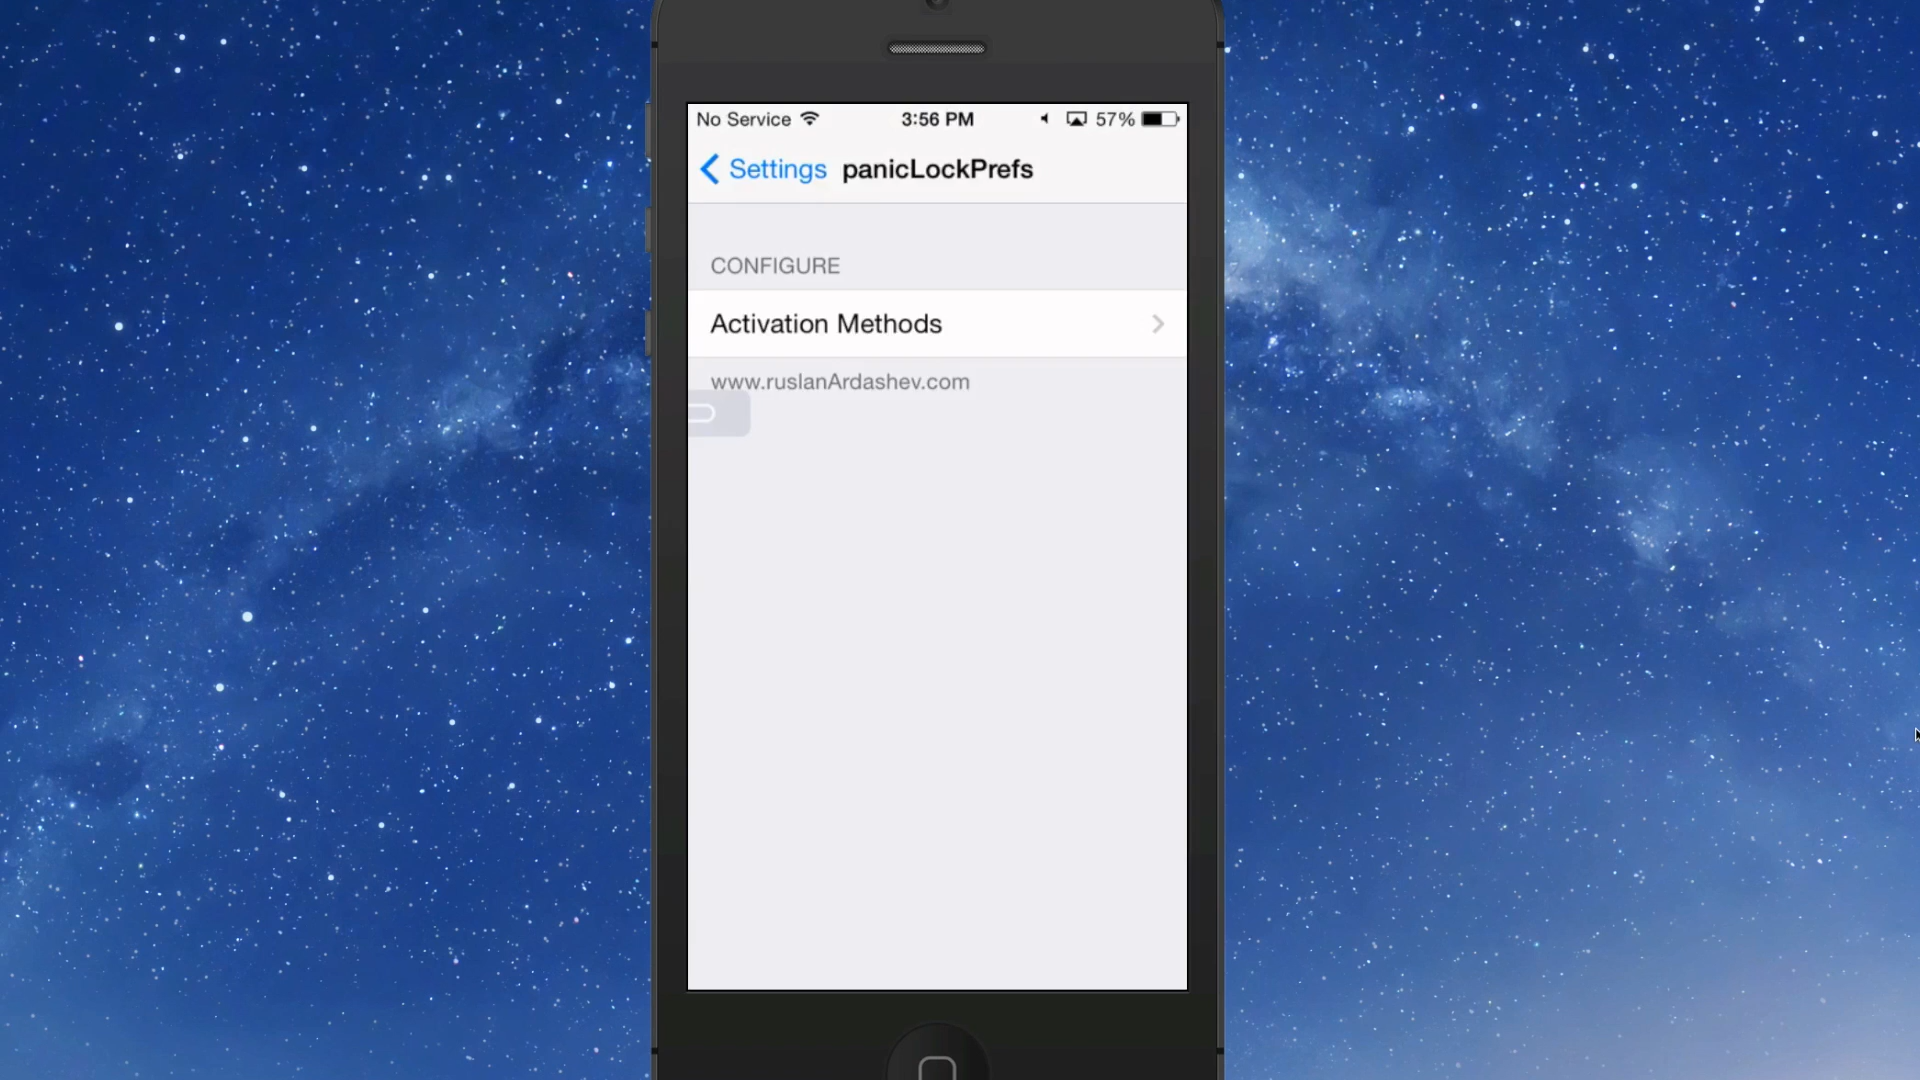 No Service 3:56 PM 57%
Settings panicLockPrefs
CONFIGURE
Activation Methods
www.ruslanArdashev.com